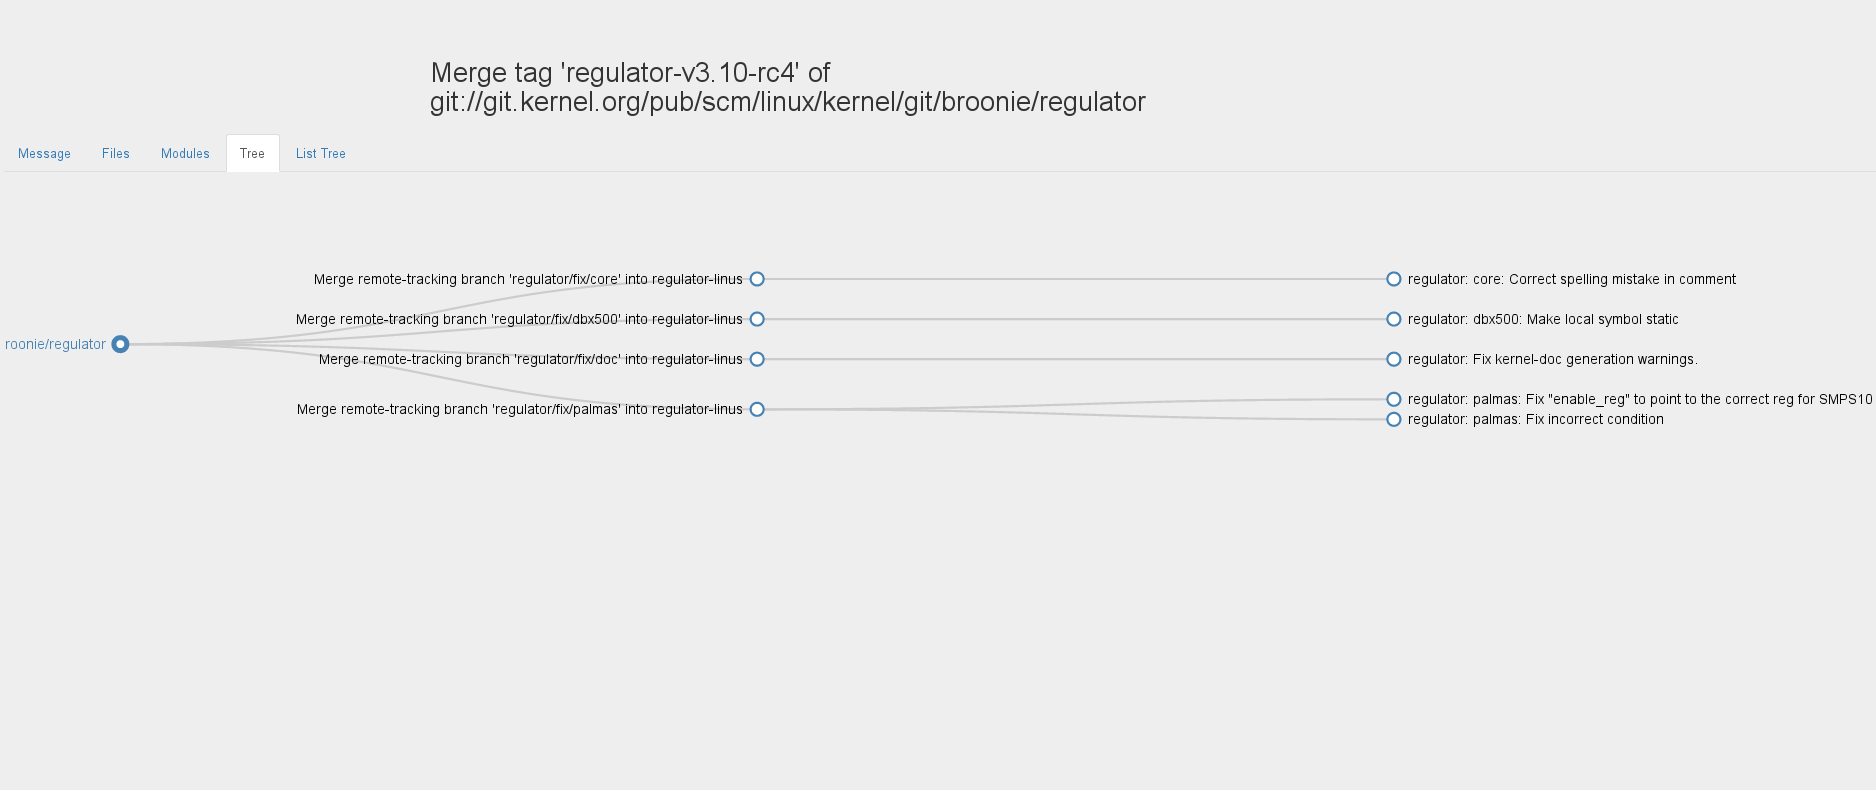 Merge tag 'regulator-v3.10-rc4' of
git://git.kernel.org/pub/scm/linux/kernel/git/broonie/regulator
Message
Files
Modules
Tree
List Tree
roonie/regulator
Merge remote-tracking branch 'regulator/fix/core' into regulator-linus
regulator: core: Correct spelling mistake in comment
Merge remote-tracking branch 'regulator/fix/dbx500' into regulator-linus
regulator: dbx500: Make local symbol static
Merge remote-tracking branch 'regulator/fix/doc' into regulator-linus
regulator: Fix kernel-doc generation warnings.
Merge remote-tracking branch 'regulator/fix/palmas' into regulator-linus
regulator: palmas: Fix "enable_reg" to point to the correct reg for SMPS10
regulator: palmas: Fix incorrect condition